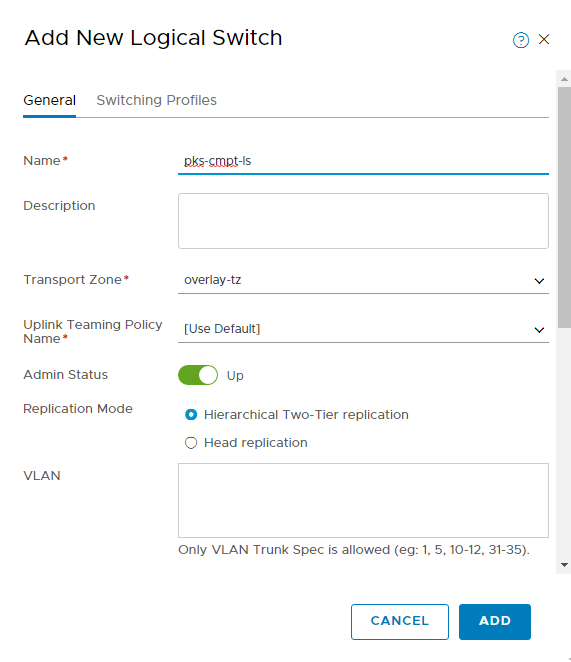 Add New Logical Switch
?
General Switching Profiles
Name* pks-cmpt-ls
Description
Transport Zone* overlay-tz
Uplink Teaming Policy
Name* [Use Default]
Admin Status Up
Replication Mode Hierarchical Two-Tier replication
Head replication
VLAN
Only VLAN Trunk Spec is allowed (eg: 1, 5, 10-12, 31-35).
CANCEL ADD